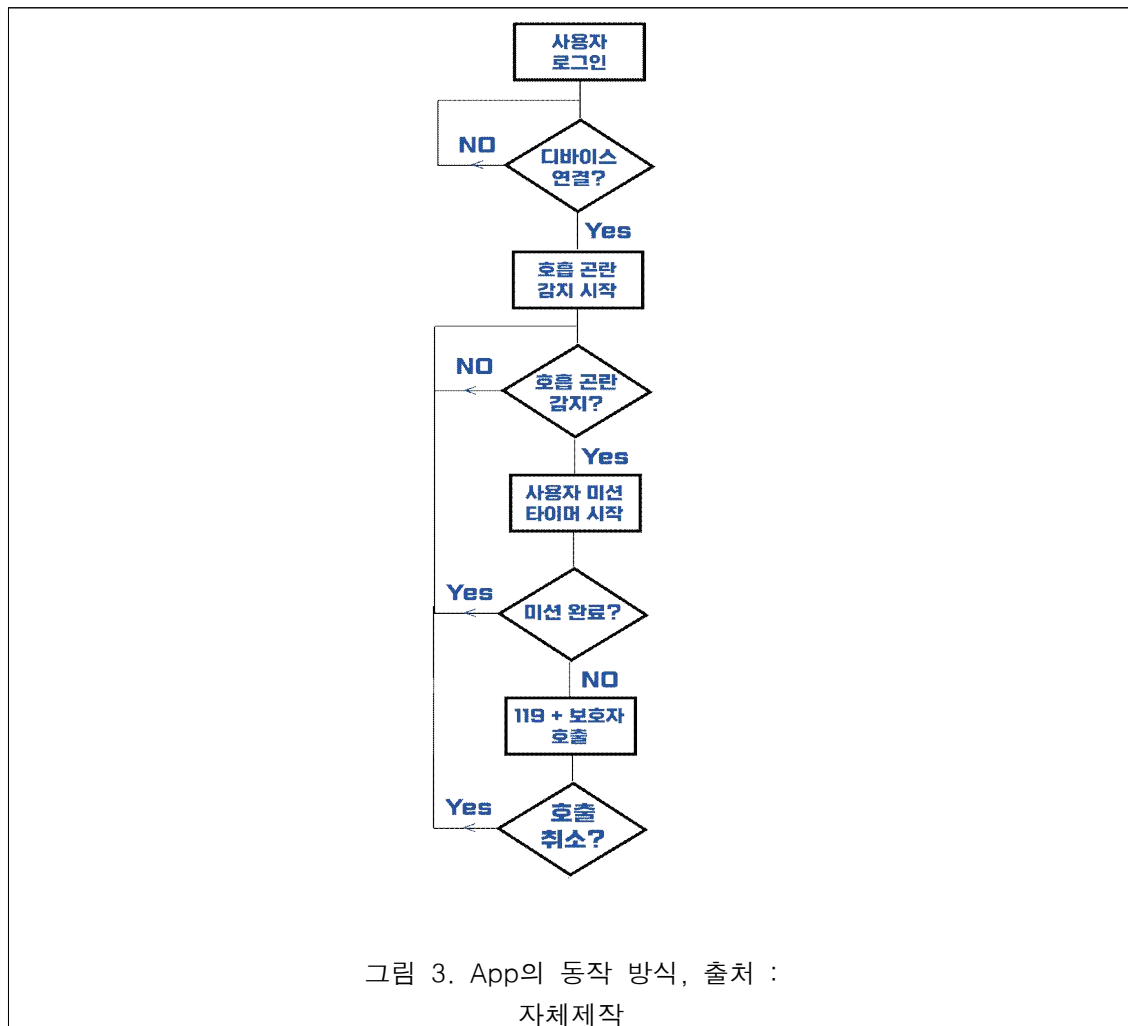 사용자
로그인
NO
디바이스
연결?
Yes
호흡 곤란
감지 시작
NO
호흡 곤란
감지?
Yes
사용자 미션
타이머 시작
Yes
미션 완료?
NO
119 + 보호자
호출
Yes
호출
취소?
그림 3. App의 동작 방식, 출처 :
자체제작